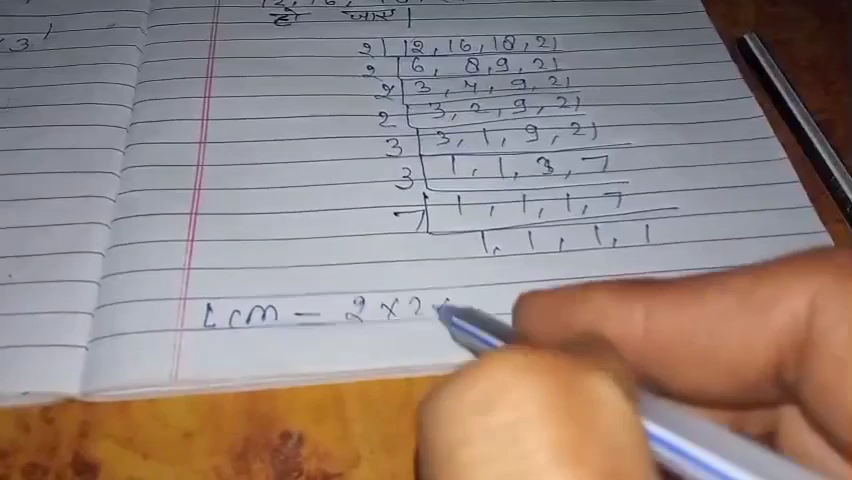 हो जाए।
3
2 | 12, 16, 18, 21
2 | 6, 8, 9, 21
2 | 3, 4, 9, 21
2 | 3, 2, 9, 21
3 | 3, 1, 9, 21
3 | 1, 1, 3, 7
7 | 1, 1, 1, 7
1, 1, 1, 1
LCM — 2 × 2